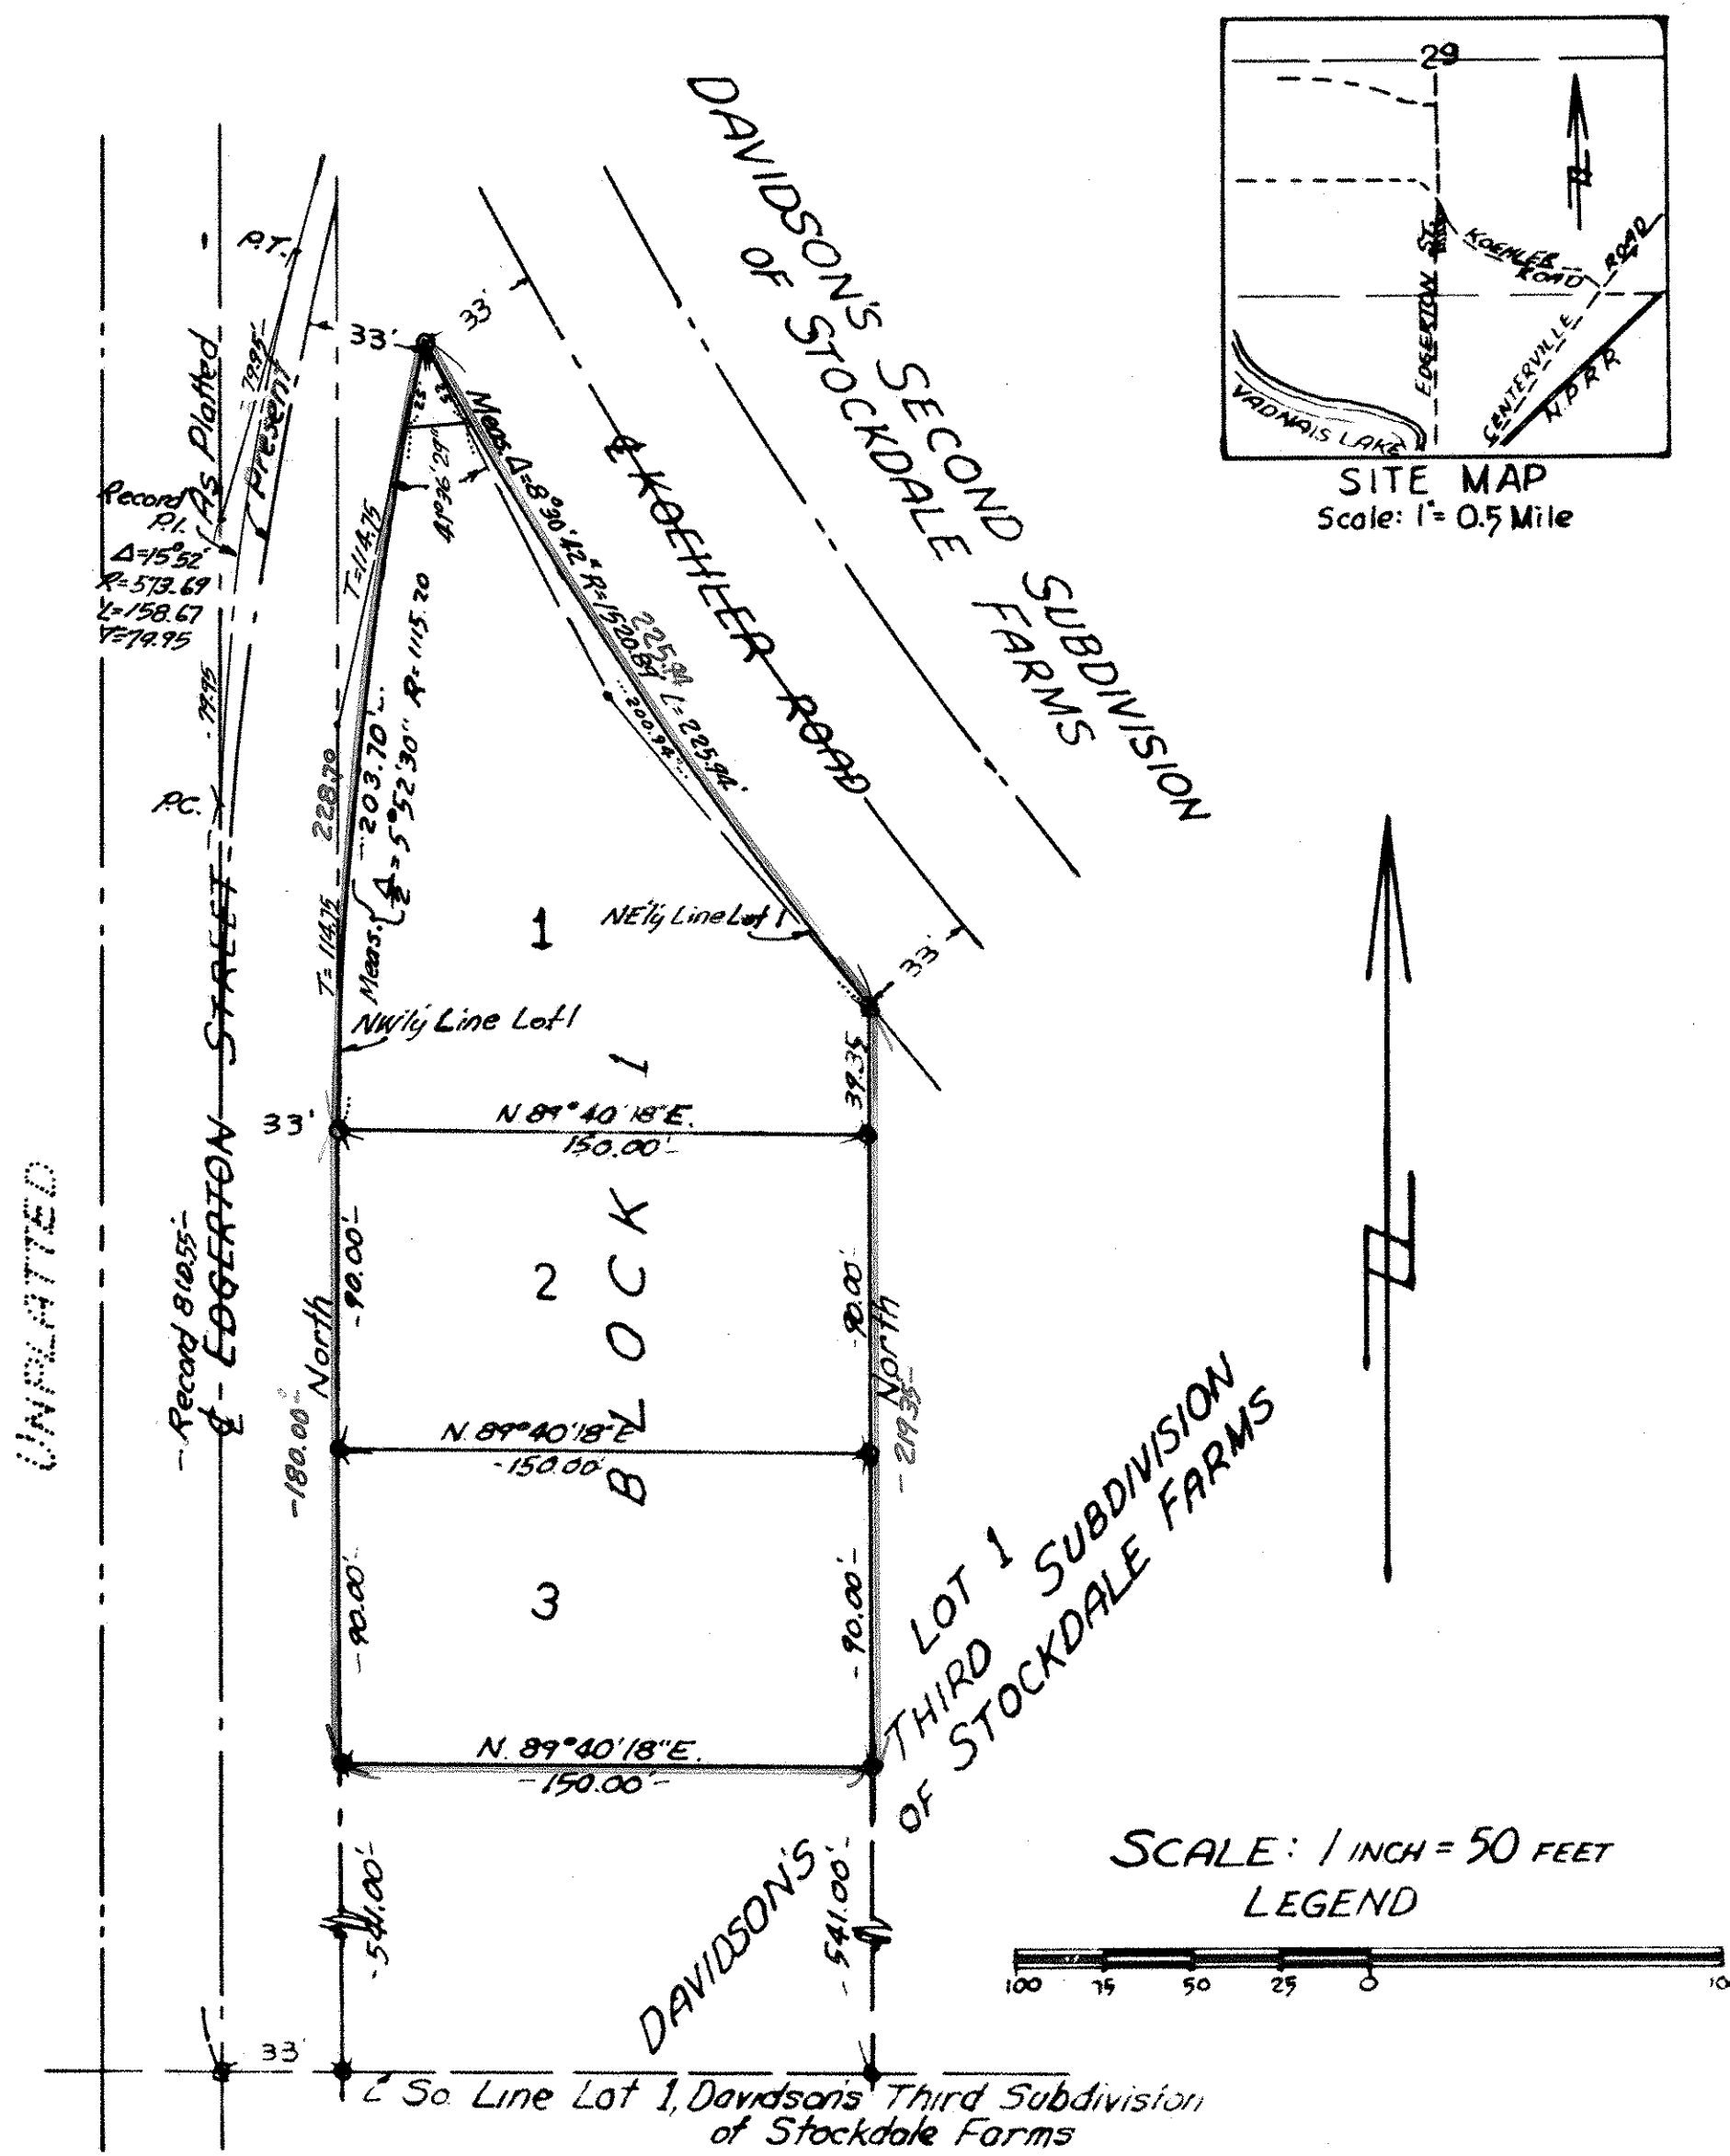 29
EDGERTON ST.
KOEHLER
ROAD
CENTERVILLE ROAD
N.P.R.R.
VADNAIS LAKE
SITE MAP
Scale: 1"= 0.5 Mile
DAVIDSON'S SECOND SUBDIVISION
OF STOCKDALE FARMS
P.T.
33'
33'
79.95
As Platted
Present
Record
P.I.
Δ=15°52'
R=573.69
L=158.67
T=79.95
79.95
P.C.
25'
25'
41°36'29"
T=114.75
Meas. Δ=8°30'42" R=1520.89 L=225.94'
225.94
200.94
℄ KOEHLER ROAD
228.70
203.70'
Meas. Δ/2 = 5°52'30" R=1115.20
T=114.75
1
NE'ly Line Lot 1
33'
NW'ly Line Lot 1
39.35
33'
N. 89°40'18"E.
150.00'
UNPLATTED
Record 810.55
℄ EDGERTON STREET
North
90.00'
180.00'
2
BLOCK 1
90.00'
North
219.35
N. 89°40'18"E
150.00'
90.00'
3
90.00'
N. 89°40'18"E.
150.00'
541.00'
541.00'
LOT 1
DAVIDSON'S THIRD SUBDIVISION
OF STOCKDALE FARMS
SCALE: 1 INCH = 50 FEET
LEGEND
100 75 50 25 0 10
33'
So. Line Lot 1, Davidson's Third Subdivision
of Stockdale Farms